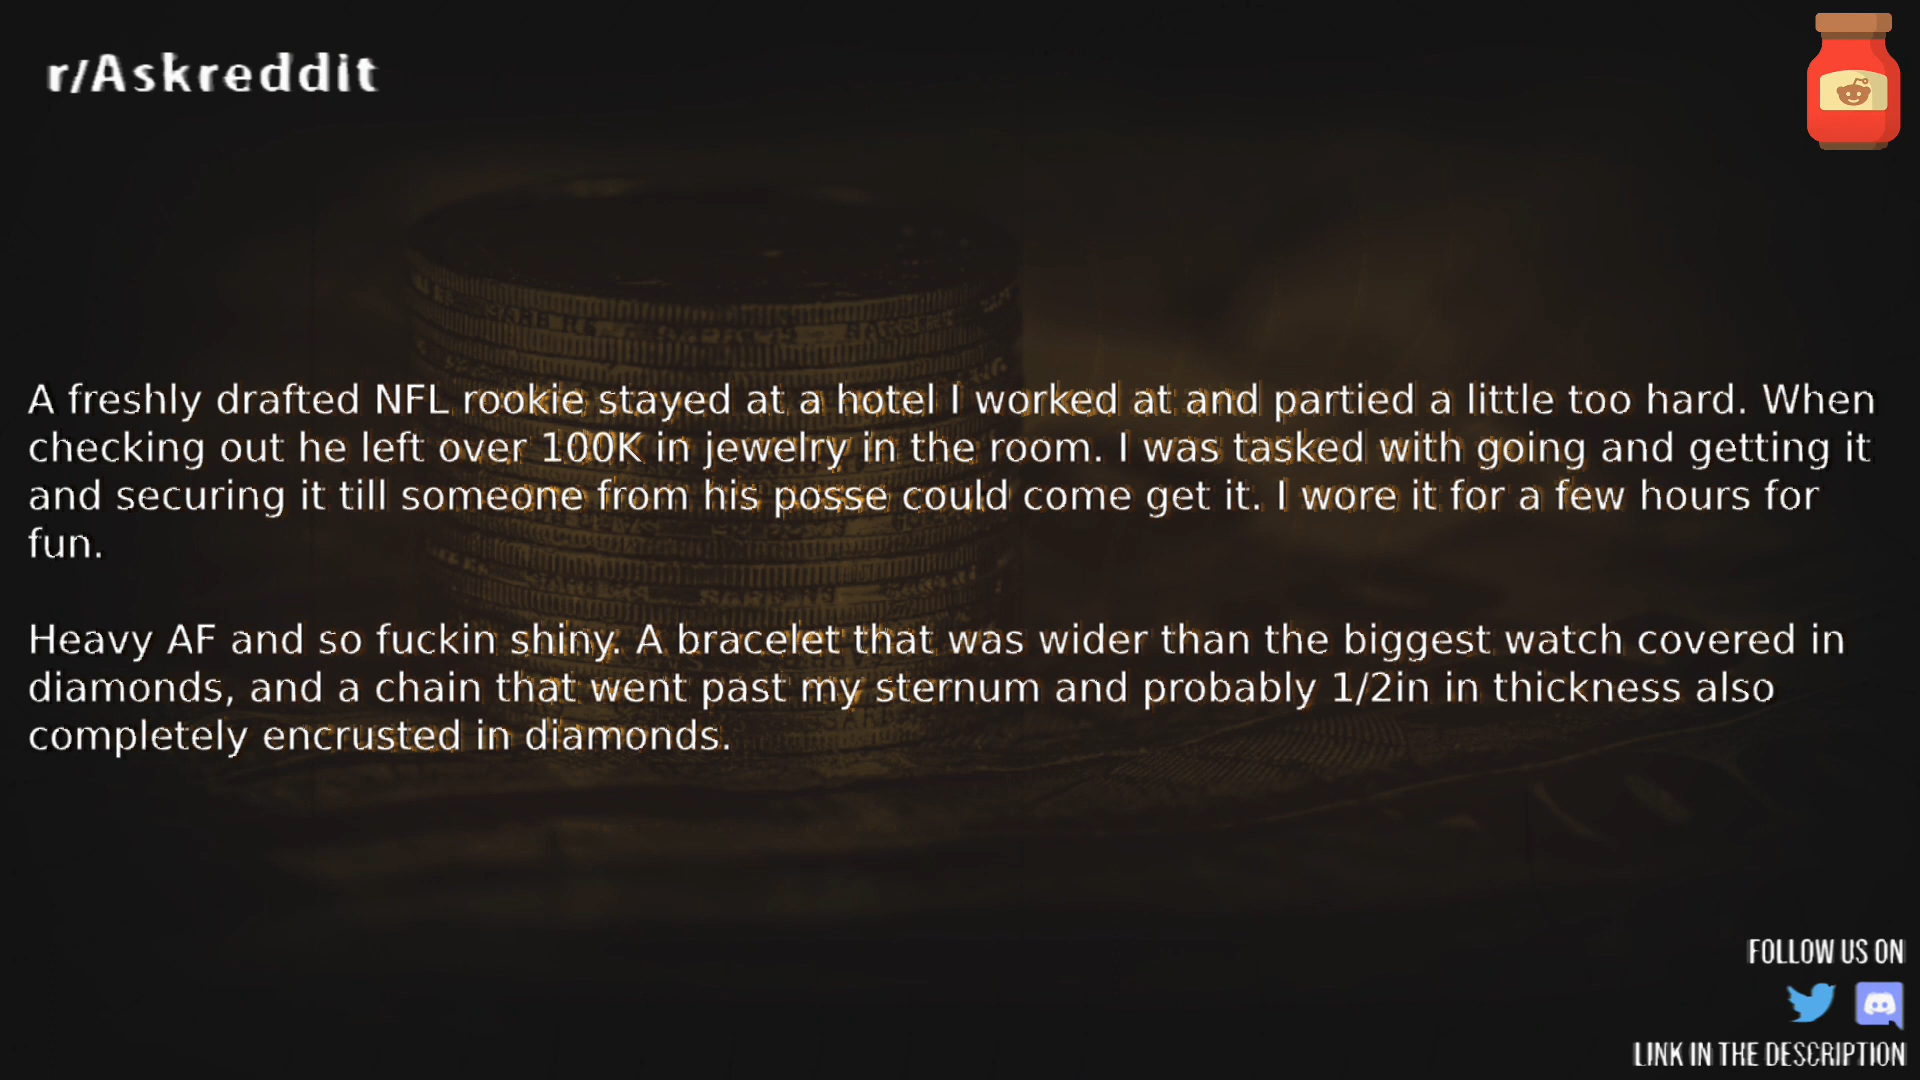 r/Askreddit
A freshly drafted NFL rookie stayed at a hotel I worked at and partied a little too hard. When
checking out he left over 100K in jewelry in the room. I was tasked with going and getting it
and securing it till someone from his posse could come get it. I wore it for a few hours for
fun.
Heavy AF and so fuckin shiny. A bracelet that was wider than the biggest watch covered in
diamonds, and a chain that went past my sternum and probably 1/2in in thickness also
completely encrusted in diamonds.
FOLLOW US ON
LINK IN THE DESCRIPTION